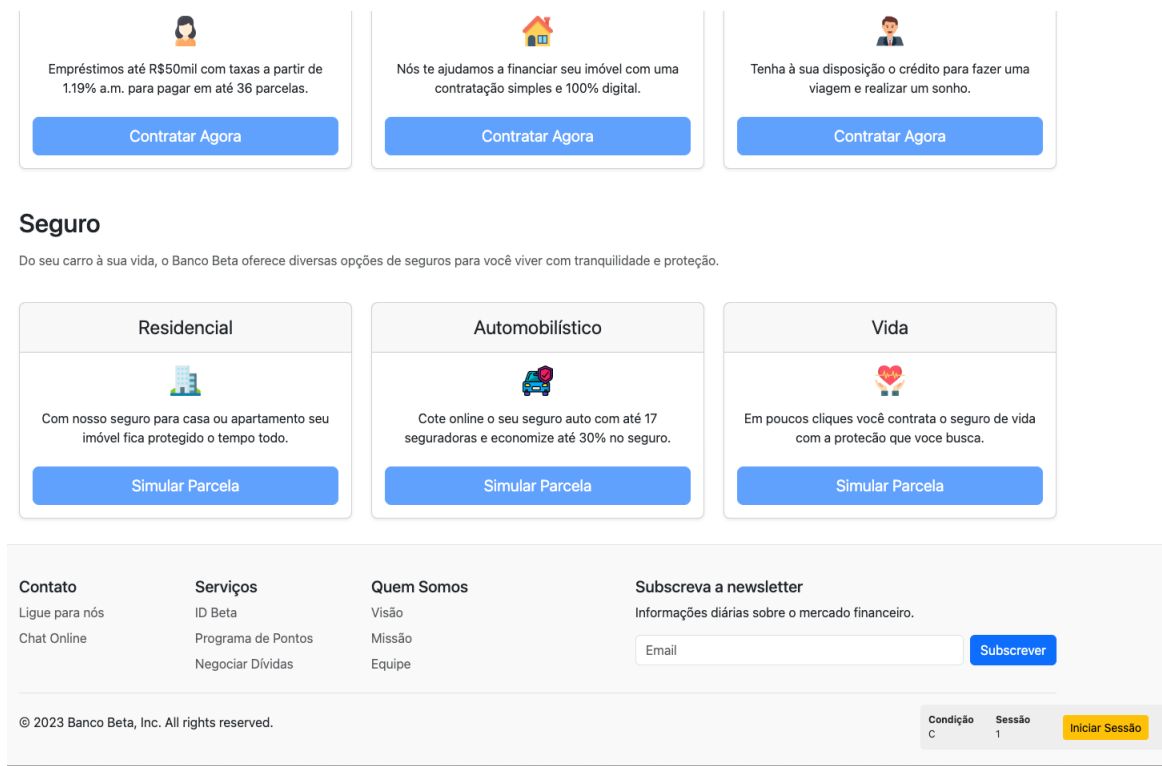 Empréstimos até R$50mil com taxas a partir de
1.19% a.m. para pagar em até 36 parcelas.
Contratar Agora
Nós te ajudamos a financiar seu imóvel com uma
contratação simples e 100% digital.
Contratar Agora
Tenha à sua disposição o crédito para fazer uma
viagem e realizar um sonho.
Contratar Agora
Seguro
Do seu carro à sua vida, o Banco Beta oferece diversas opções de seguros para você viver com tranquilidade e proteção.
Residencial
Com nosso seguro para casa ou apartamento seu
imóvel fica protegido o tempo todo.
Simular Parcela
Automobilístico
Cote online o seu seguro auto com até 17
seguradoras e economize até 30% no seguro.
Simular Parcela
Vida
Em poucos cliques você contrata o seguro de vida
com a protecão que voce busca.
Simular Parcela
Contato
Ligue para nós
Chat Online
Serviços
ID Beta
Programa de Pontos
Negociar Dívidas
Quem Somos
Visão
Missão
Equipe
Subscreva a newsletter
Informações diárias sobre o mercado financeiro.
Email
Subscrever
© 2023 Banco Beta, Inc. All rights reserved.
Condição
C
Sessão
1
Iniciar Sessão